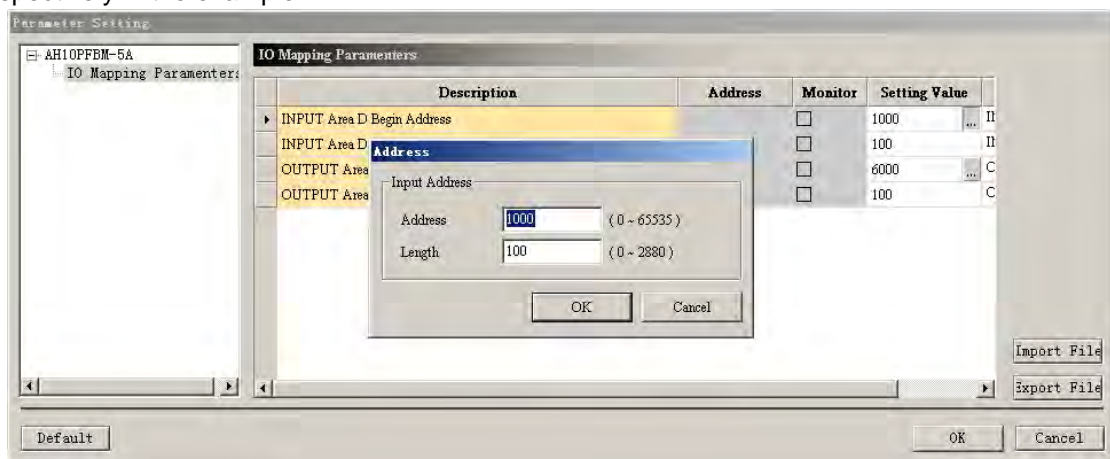 Parameter Setting
AH10PFBM-5A
IO Mapping Paramenters
IO Mapping Paramenters
Description Address Monitor Setting Value
INPUT Area D Begin Address 1000 ...
INPUT Area D 100
Address
OUTPUT Area 6000 ...
Input Address
OUTPUT Area 100
Address 1000 ( 0 ~ 65535 )
Length 100 ( 0 ~ 2880 )
OK Cancel
Import File
Export File
Default OK Cancel